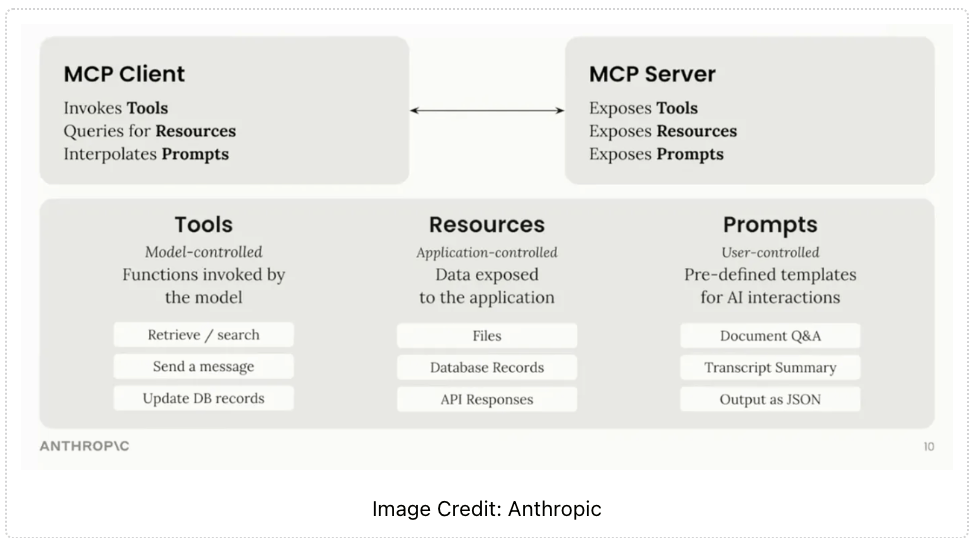 MCP Client
Invokes Tools
Queries for Resources
Interpolates Prompts
MCP Server
Exposes Tools
Exposes Resources
Exposes Prompts
Tools
Model-controlled
Functions invoked by
the model
Retrieve / search
Send a message
Update DB records
Resources
Application-controlled
Data exposed
to the application
Files
Database Records
API Responses
Prompts
User-controlled
Pre-defined templates
for AI interactions
Document Q&A
Transcript Summary
Output as JSON
ANTHROP\C
10
Image Credit: Anthropic